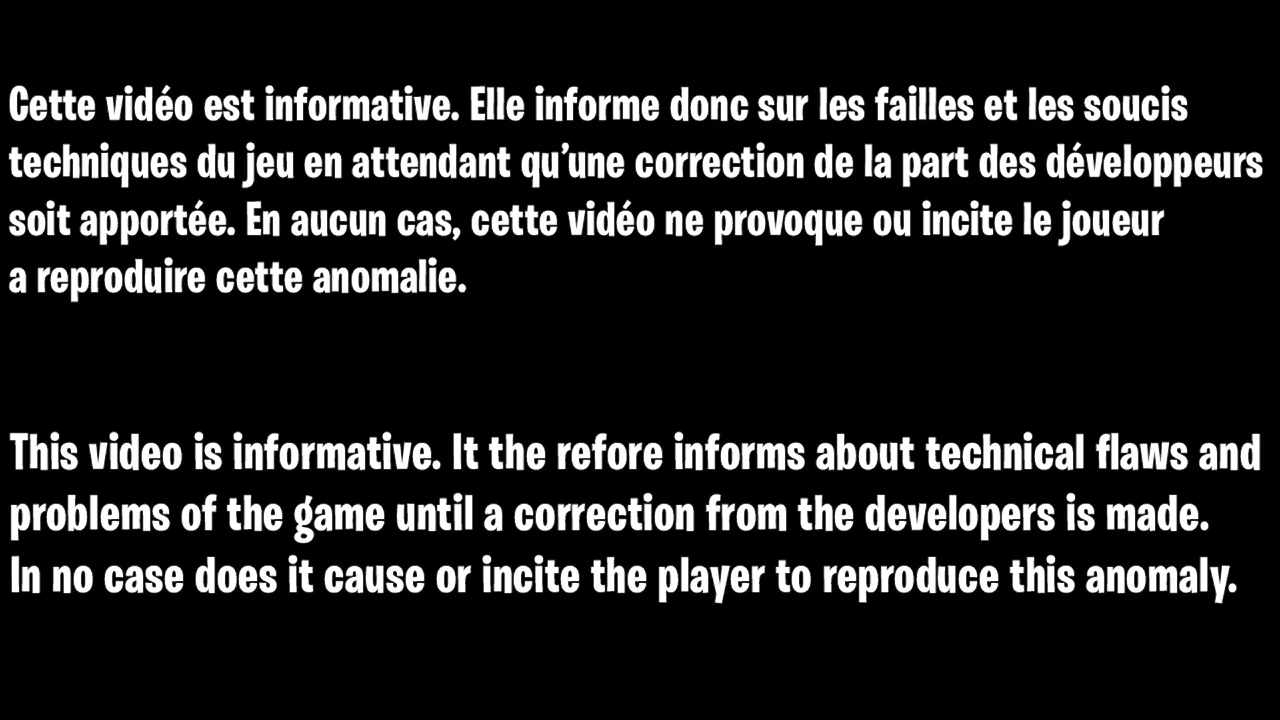 Cette vidéo est informative. Elle informe donc sur les failles et les soucis
techniques du jeu en attendant qu'une correction de la part des développeurs
soit apportée. En aucun cas, cette vidéo ne provoque ou incite le joueur
a reproduire cette anomalie.
This video is informative. It the refore informs about technical flaws and
problems of the game until a correction from the developers is made.
In no case does it cause or incite the player to reproduce this anomaly.